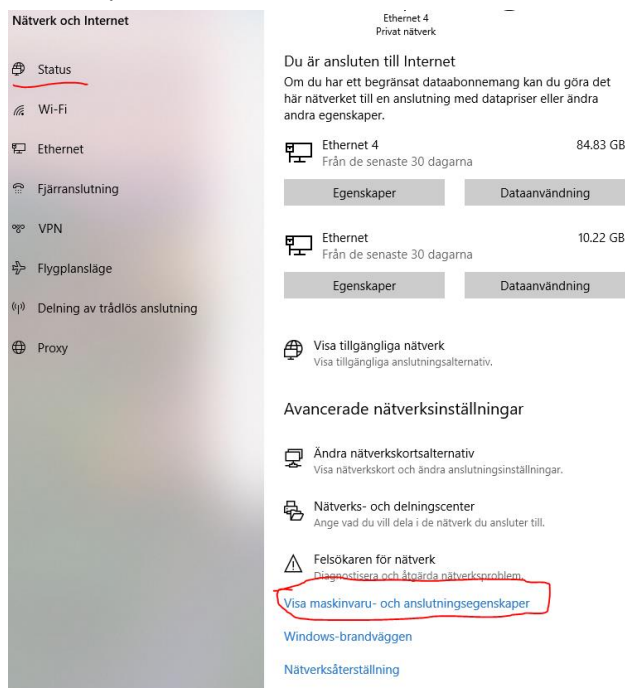 Nätverk och Internet
Status
Wi-Fi
Ethernet
Fjärranslutning
VPN
Flygplansläge
Delning av trådlös anslutning
Proxy
Ethernet 4
Privat nätverk
Du är ansluten till Internet
Om du har ett begränsat dataabonnemang kan du göra det
här nätverket till en anslutning med datapriser eller ändra
andra egenskaper.
Ethernet 4 84.83 GB
Från de senaste 30 dagarna
Egenskaper Dataanvändning
Ethernet 10.22 GB
Från de senaste 30 dagarna
Egenskaper Dataanvändning
Visa tillgängliga nätverk
Visa tillgängliga anslutningsalternativ.
Avancerade nätverksinställningar
Ändra nätverkskortsalternativ
Visa nätverkskort och ändra anslutningsinställningar.
Nätverks- och delningscenter
Ange vad du vill dela i de nätverk du ansluter till.
Felsökaren för nätverk
Diagnostisera och åtgärda nätverksproblem.
Visa maskinvaru- och anslutningsegenskaper
Windows-brandväggen
Nätverksåterställning